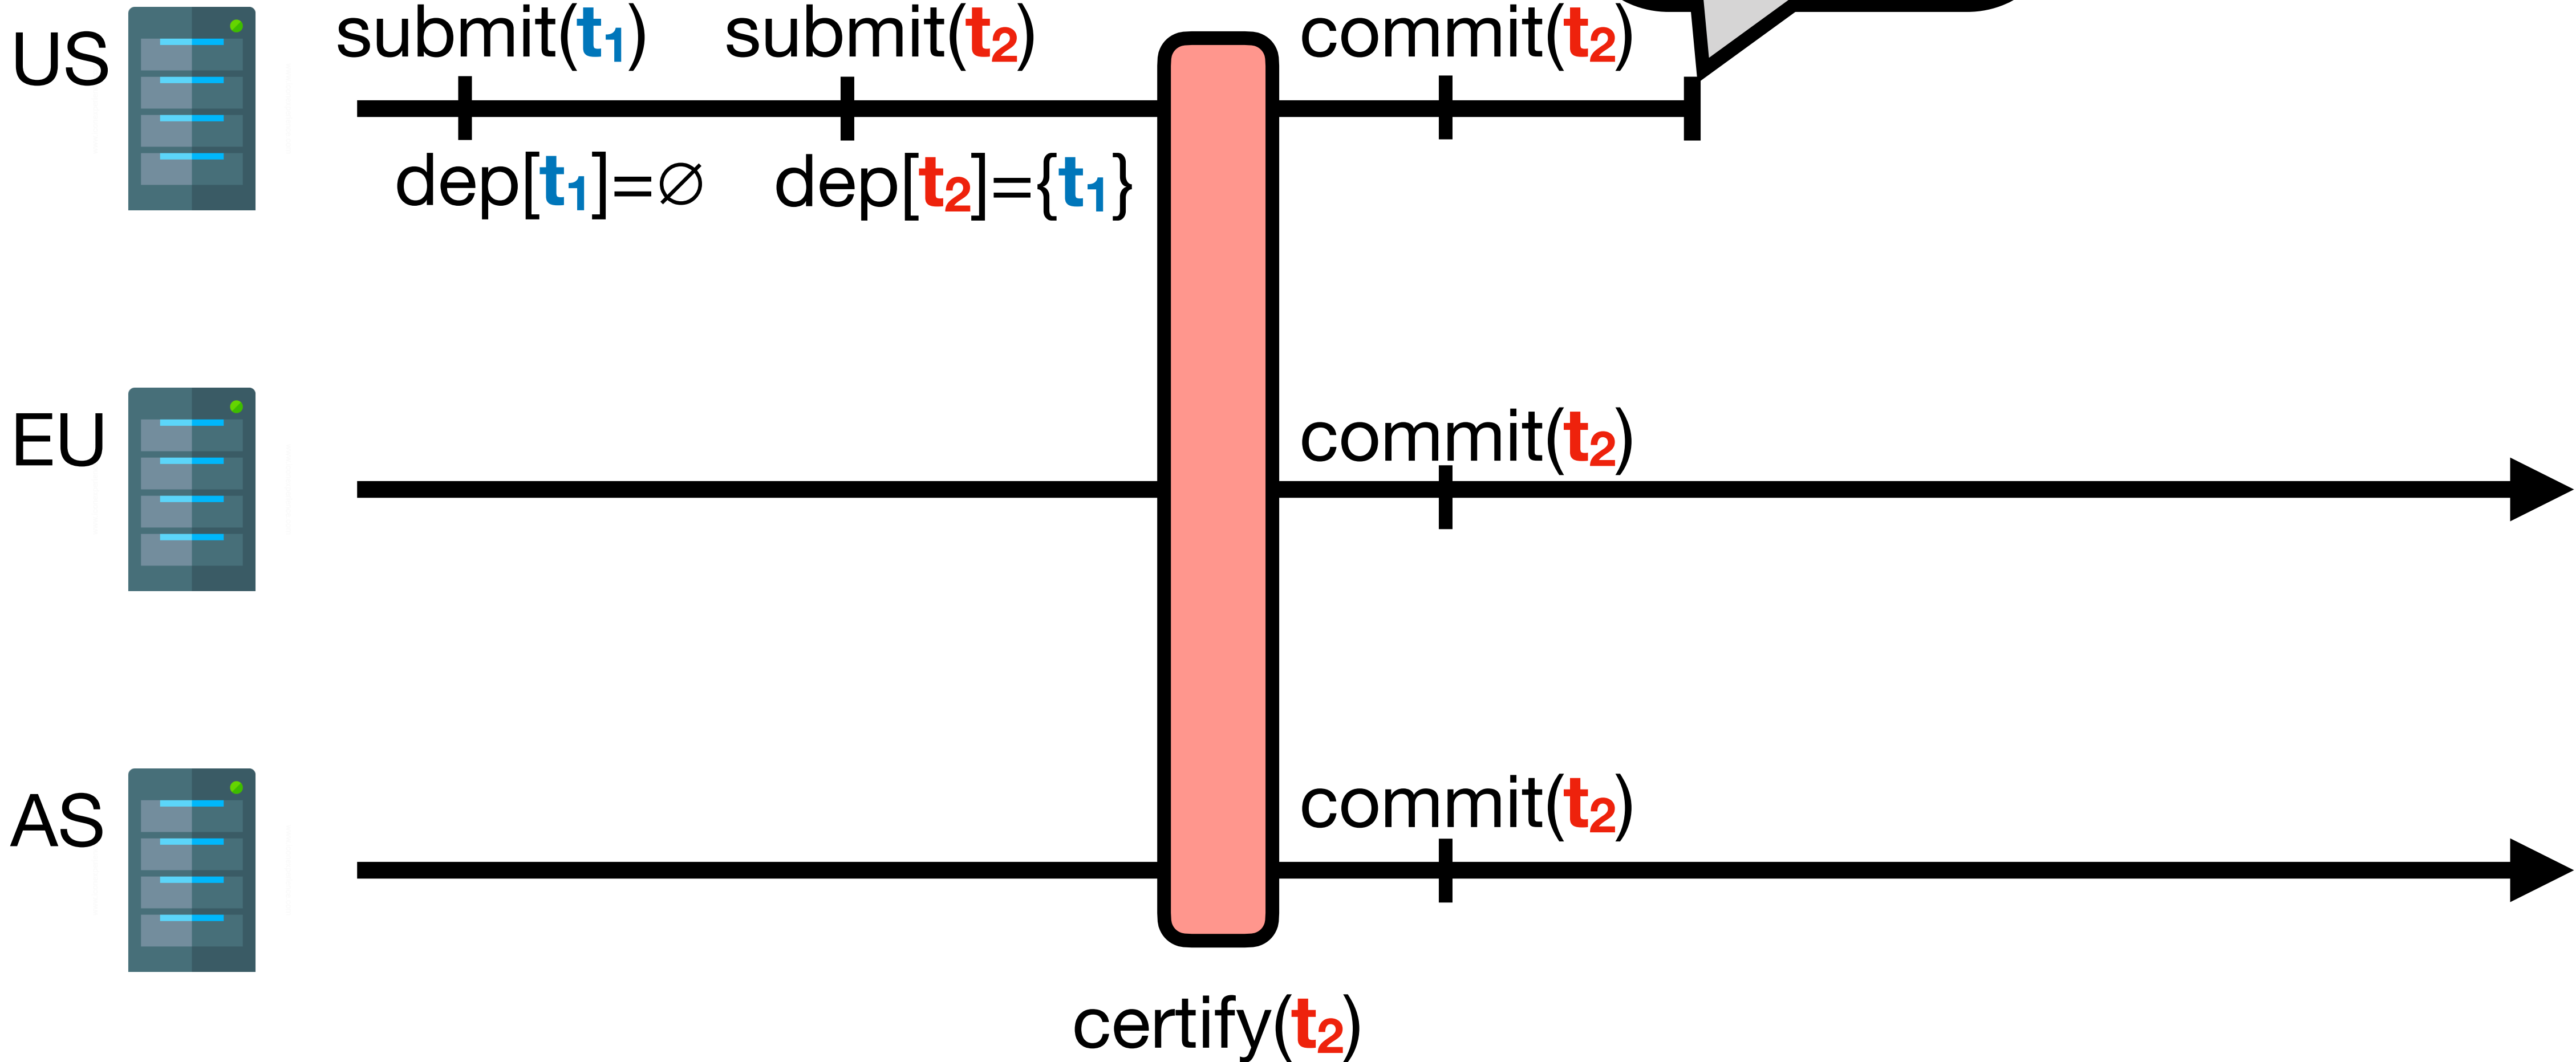 US
submit(t₁)
submit(t₂)
commit(t₂)
dep[t₁]=∅
dep[t₂]={t₁}
EU
commit(t₂)
AS
commit(t₂)
certify(t₂)